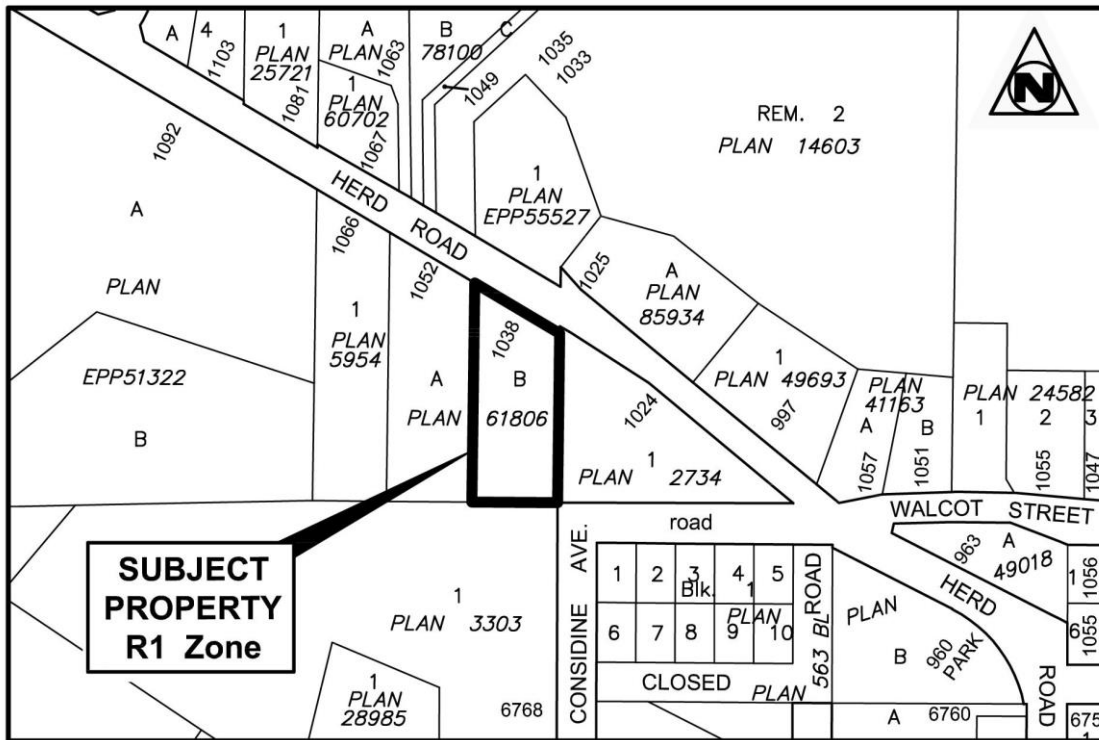 A
4
1103
1
PLAN
25721
1081
A
PLAN
1063
1
PLAN
60702
1067
B
78100
C
1049
1035
1033
REM. 2
PLAN 14603
N
1092
A
PLAN
HERD ROAD
1066
1052
1
PLAN
EPP55527
1025
A
PLAN
85934
1
PLAN
5954
EPP51322
B
1038
A
B
PLAN 61806
1024
1
PLAN 2734
1
PLAN 49693
997
PLAN
41163
A
B
1057
1051
PLAN 24582
1
2
3
1055
1047
WALCOT STREET
road
963
A
49018
HERD
1
1056
6
1055
SUBJECT
PROPERTY
R1 Zone
1
PLAN 3303
1
PLAN
28985
6768
CONSIDINE AVE.
1 2 3 4 5
Blk. 1
PLAN
6 7 8 9 10
CLOSED
PLAN
563 BL
ROAD
PLAN
B
960
PARK
A 6760
ROAD
675
1